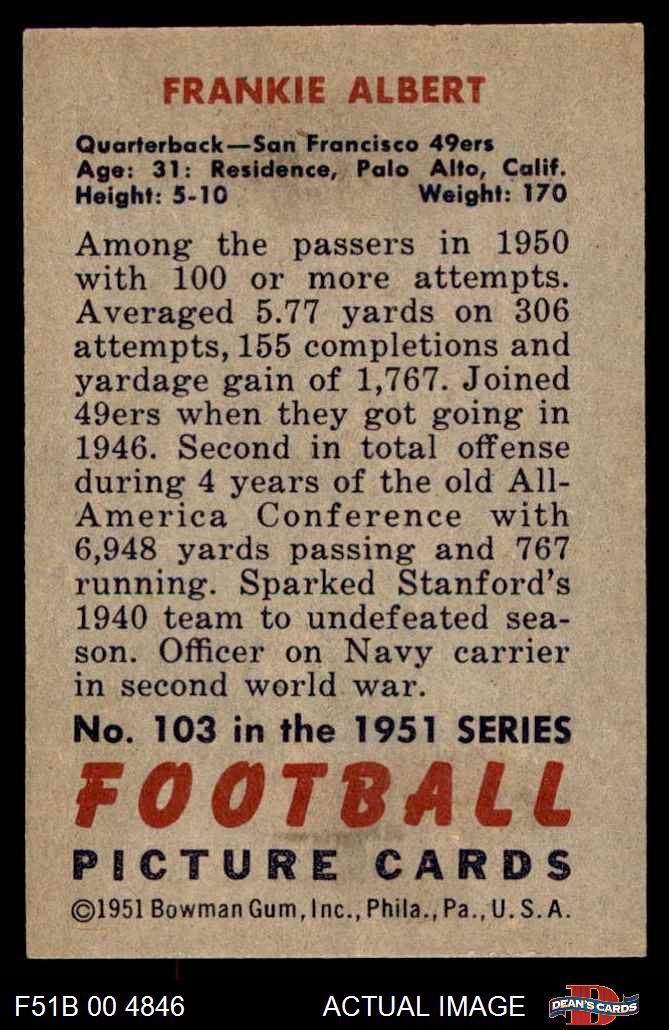 FRANKIE ALBERT
Quarterback—San Francisco 49ers
Age: 31: Residence, Palo Alto, Calif.
Height: 5-10 Weight: 170
Among the passers in 1950
with 100 or more attempts.
Averaged 5.77 yards on 306
attempts, 155 completions and
yardage gain of 1,767. Joined
49ers when they got going in
1946. Second in total offense
during 4 years of the old All-
America Conference with
6,948 yards passing and 767
running. Sparked Stanford's
1940 team to undefeated sea-
son. Officer on Navy carrier
in second world war.
No. 103 in the 1951 SERIES
FOOTBALL
PICTURE CARDS
©1951 Bowman Gum, Inc., Phila., Pa., U. S. A.
F51B 00 4846 ACTUAL IMAGE
D
DEAN'S CARDS